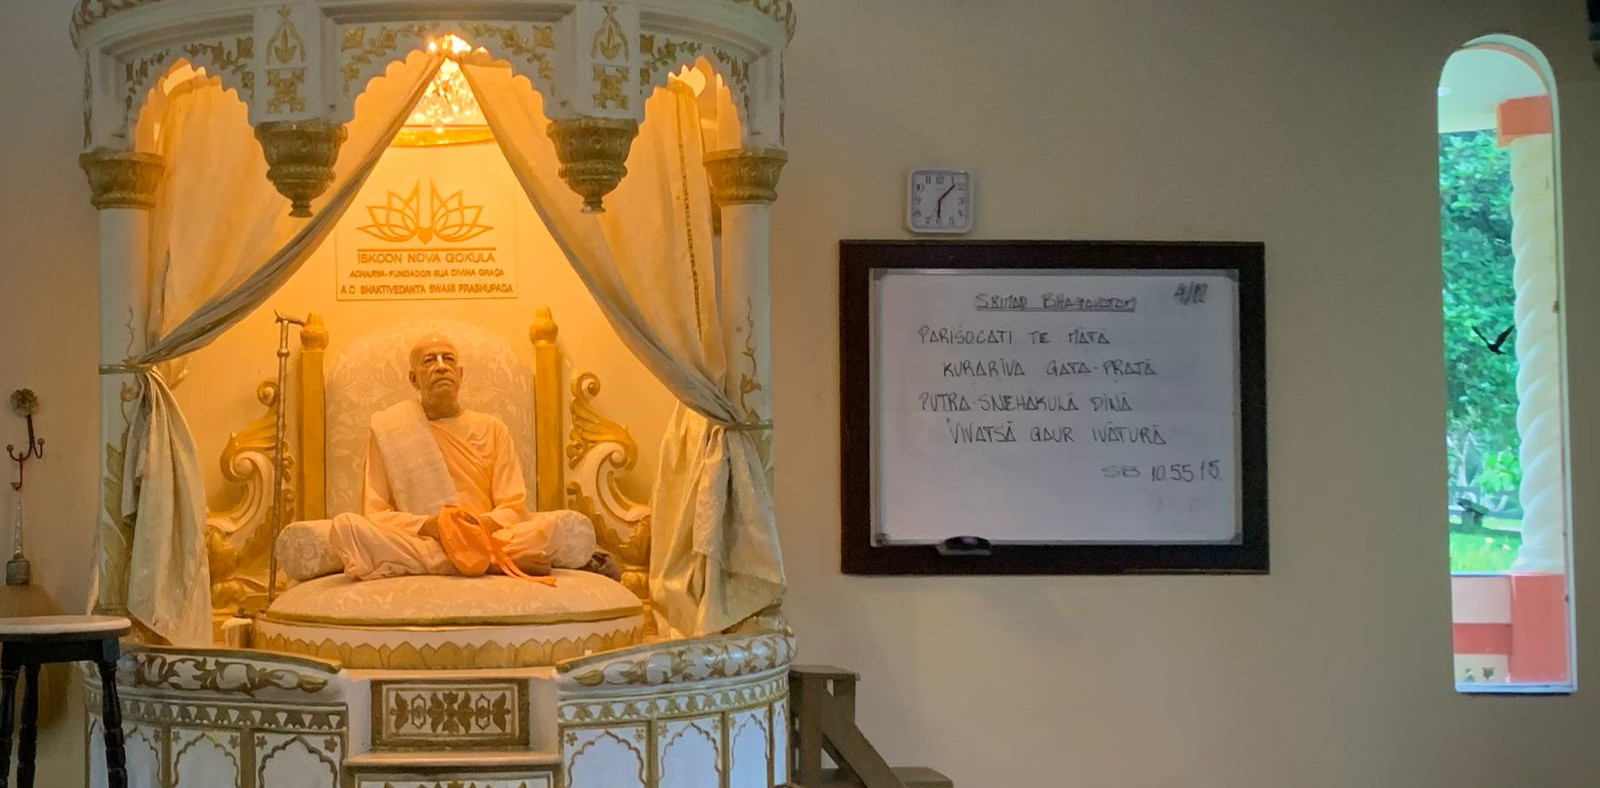 ISKCON NOVA GOKULA
ACHARYA-FUNDADOR SUA DIVINA GRAÇA
A.C. BHAKTIVEDANTA SWAMI PRABHUPADA
SRIMAD BHAGAVATAM 4/12
PARIŚOCATI TE MĀTĀ
KURARĪVA GATA-PRAJĀ
PUTRA-SNEHĀKULĀ DĪNĀ
VIVATSĀ GAUR IVĀTURĀ
SB 10.55.15.